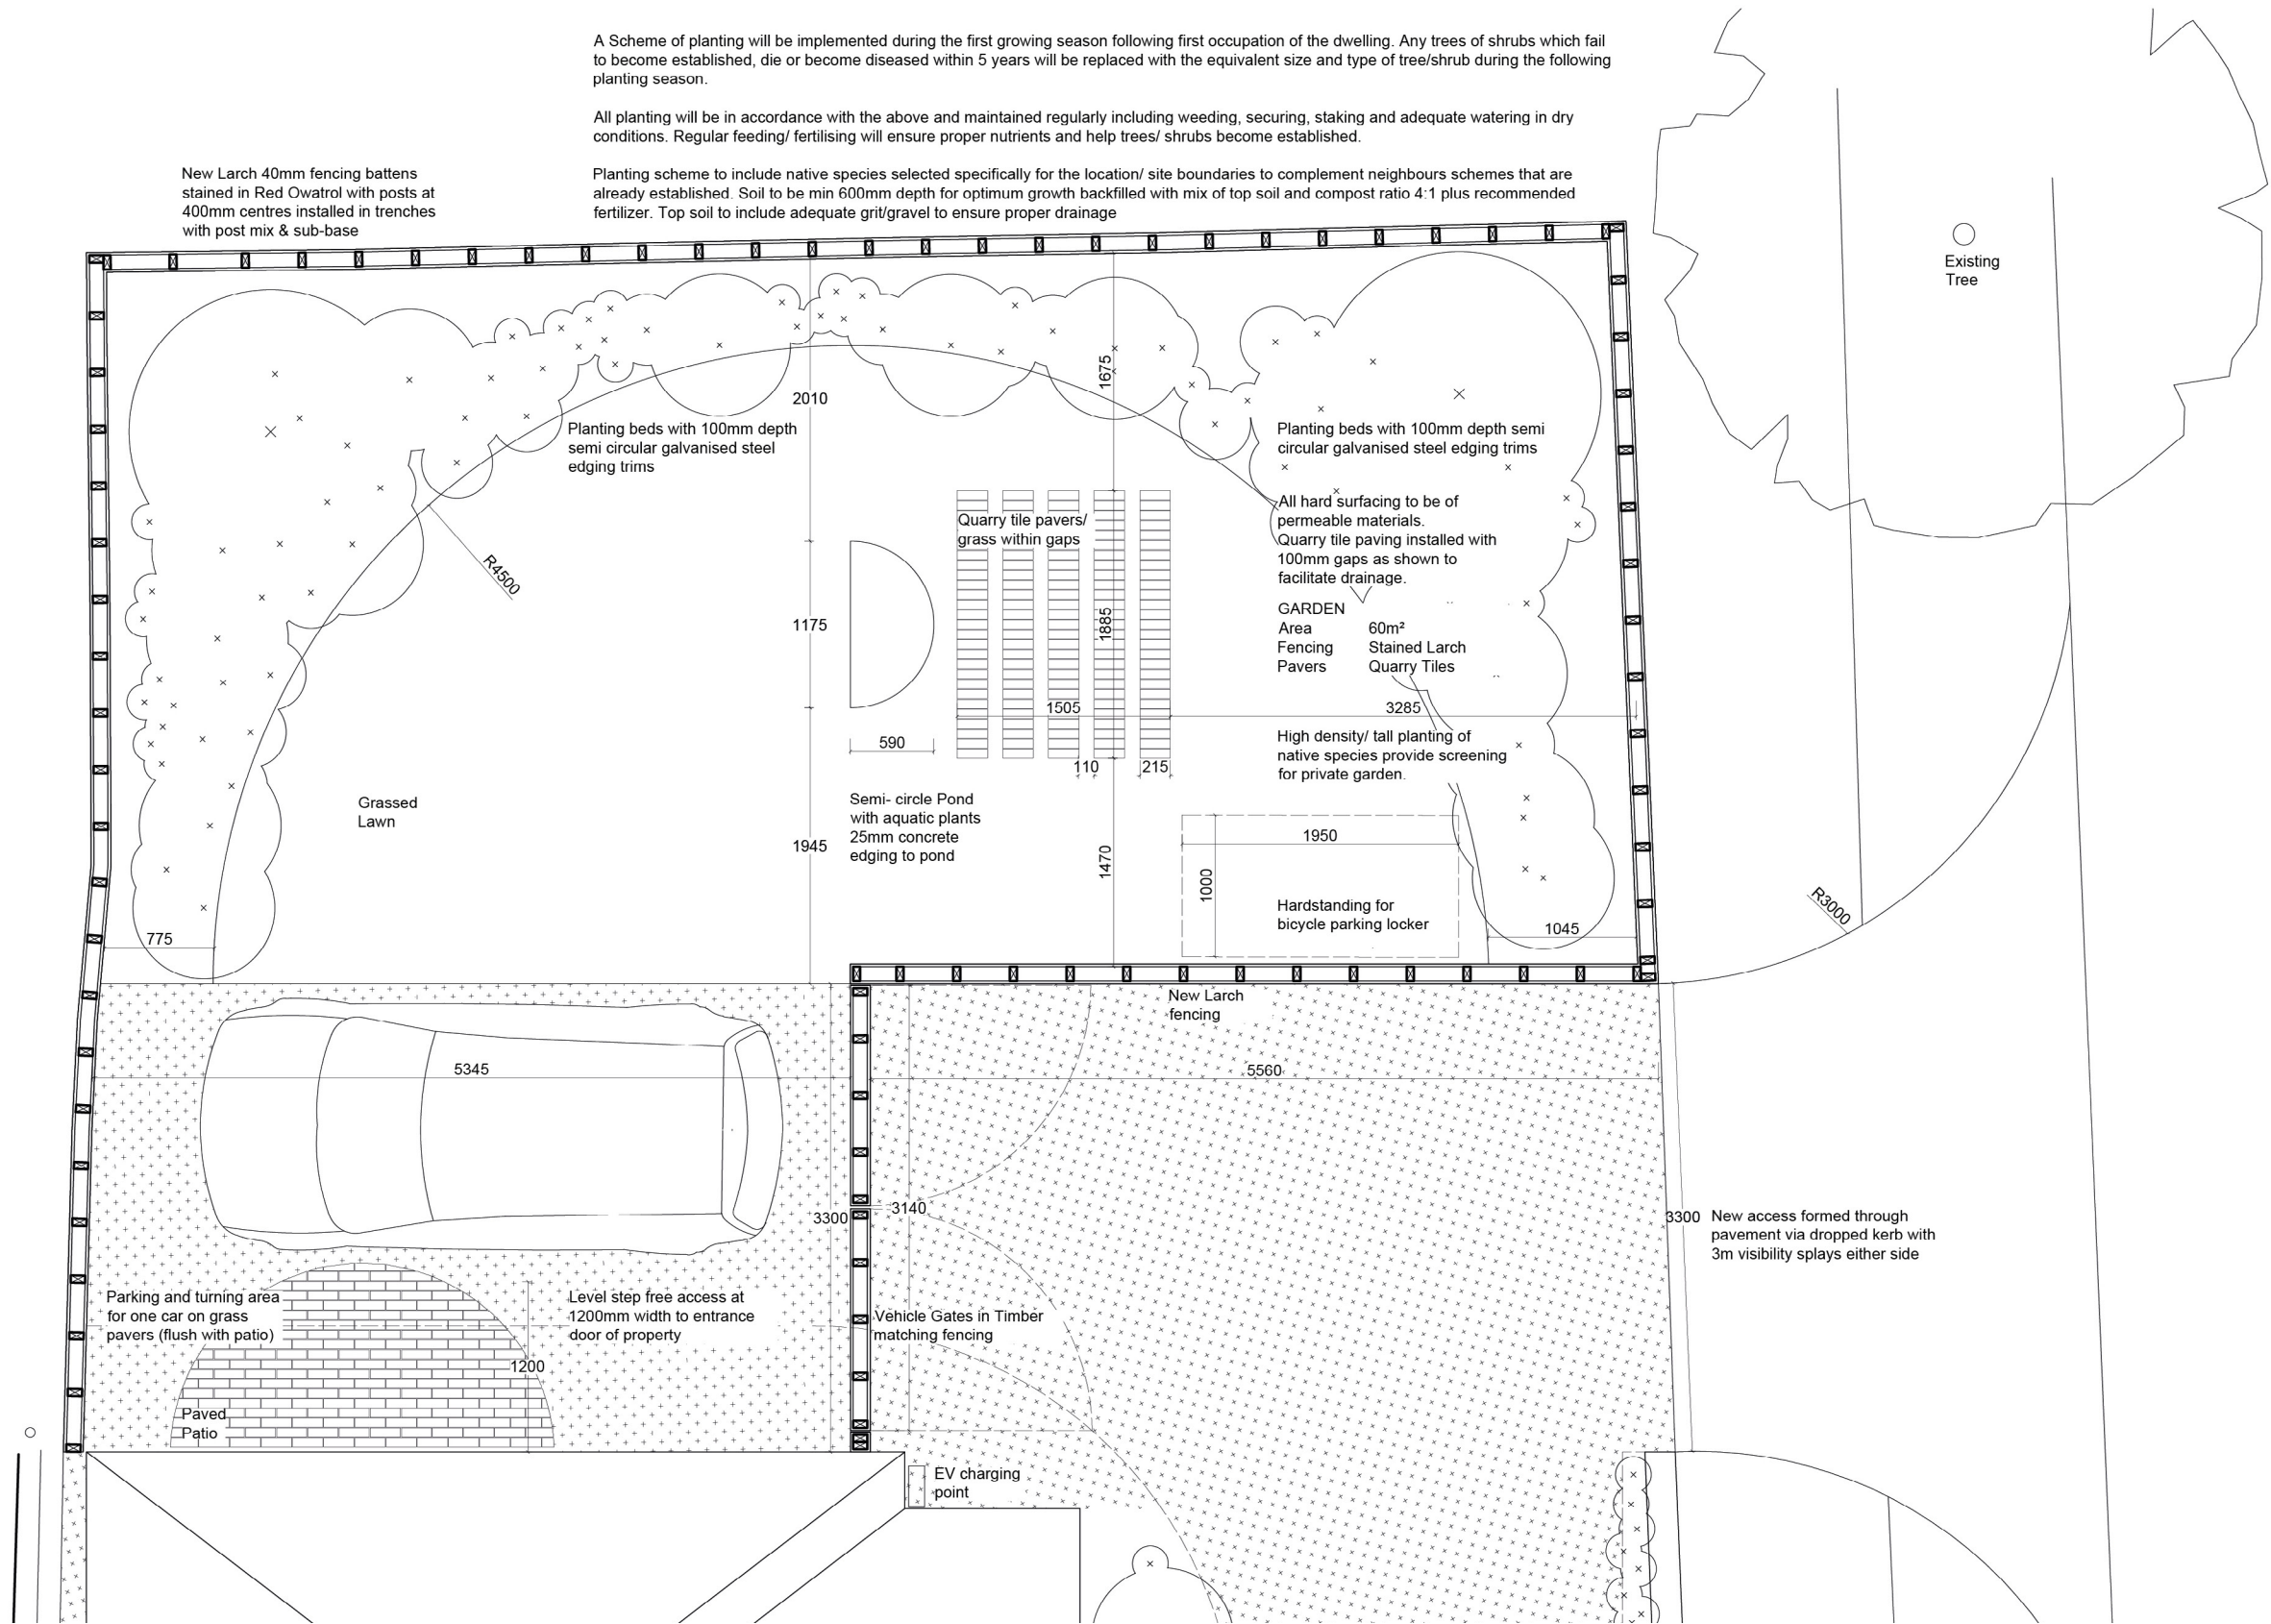 A Scheme of planting will be implemented during the first growing season following first occupation of the dwelling. Any trees of shrubs which fail
to become established, die or become diseased within 5 years will be replaced with the equivalent size and type of tree/shrub during the following
planting season.
All planting will be in accordance with the above and maintained regularly including weeding, securing, staking and adequate watering in dry
conditions. Regular feeding/ fertilising will ensure proper nutrients and help trees/ shrubs become established.
Planting scheme to include native species selected specifically for the location/ site boundaries to complement neighbours schemes that are
already established. Soil to be min 600mm depth for optimum growth backfilled with mix of top soil and compost ratio 4:1 plus recommended
fertilizer. Top soil to include adequate grit/gravel to ensure proper drainage
New Larch 40mm fencing battens
stained in Red Owatrol with posts at
400mm centres installed in trenches
with post mix & sub-base
Existing
Tree
2010
1675
Planting beds with 100mm depth
semi circular galvanised steel
edging trims
Planting beds with 100mm depth semi
circular galvanised steel edging trims
R4500
Quarry tile pavers/
grass within gaps
All hard surfacing to be of
permeable materials.
Quarry tile paving installed with
100mm gaps as shown to
facilitate drainage.
1175
1885
GARDEN
Area 60m²
Fencing Stained Larch
Pavers Quarry Tiles
1505
3285
590
110
215
High density/ tall planting of
native species provide screening
for private garden.
Grassed
Lawn
Semi- circle Pond
with aquatic plants
25mm concrete
edging to pond
1945
1470
1950
1000
Hardstanding for
bicycle parking locker
R3000
775
1045
New Larch
fencing
5345
5560
3300
3140
3300
New access formed through
pavement via dropped kerb with
3m visibility splays either side
Parking and turning area
for one car on grass
pavers (flush with patio)
Level step free access at
1200mm width to entrance
door of property
Vehicle Gates in Timber
matching fencing
1200
Paved
Patio
EV charging
point